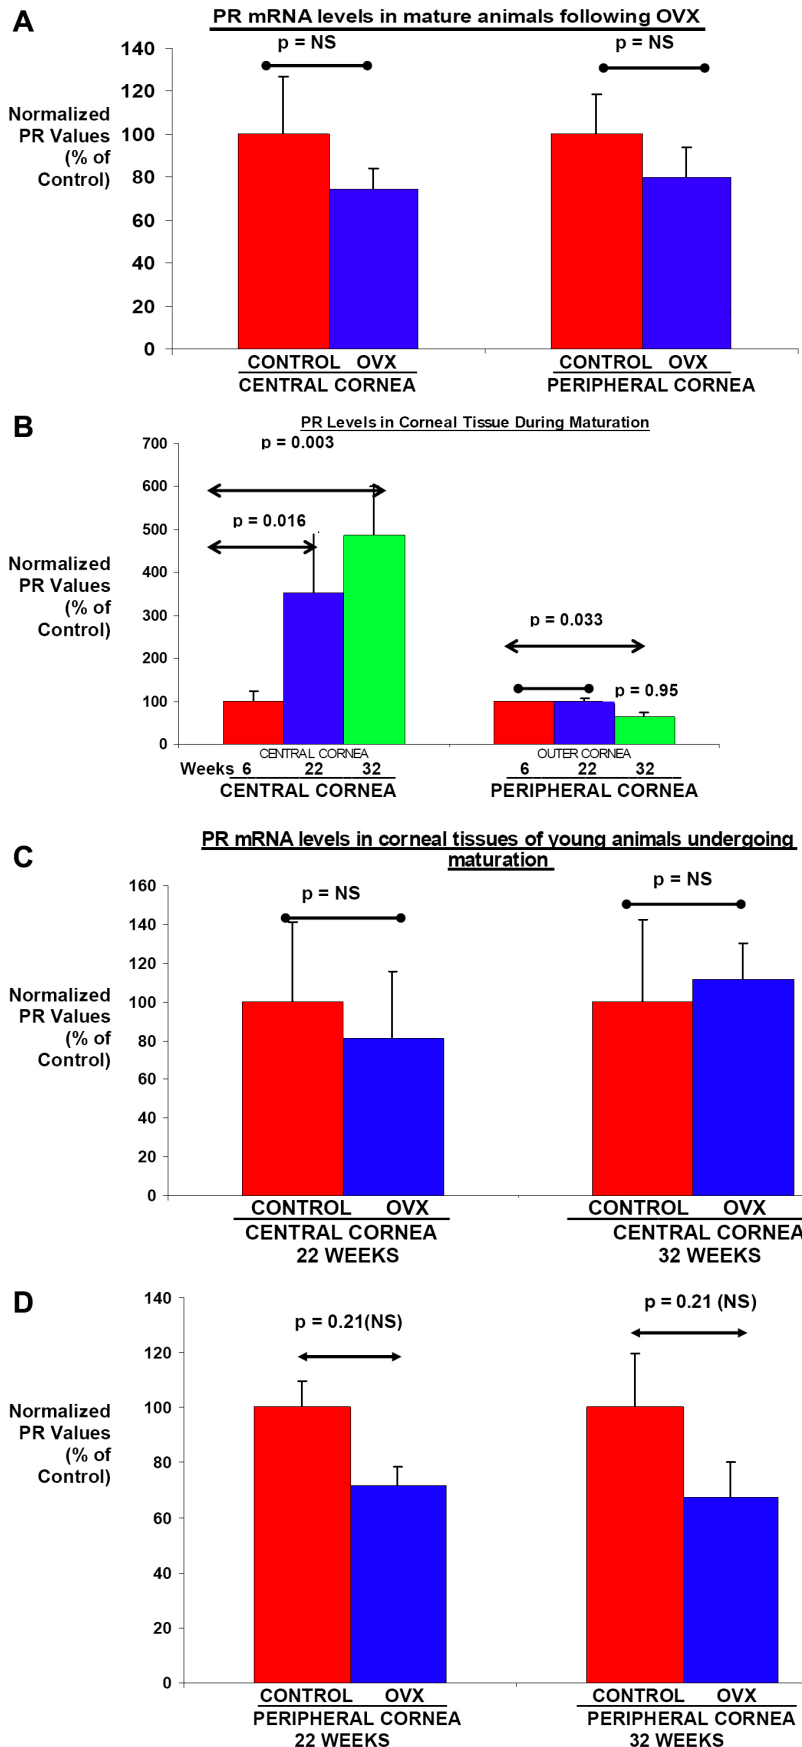 A
PR mRNA levels in mature animals following OVX
p = NS
p = NS
Normalized
PR Values
(% of
Control)
140
120
100
80
60
40
20
0
CONTROL OVX
CONTROL OVX
CENTRAL CORNEA
PERIPHERAL CORNEA
B
PR Levels in Corneal Tissue During Maturation
p = 0.003
p = 0.016
p = 0.033
p = 0.95
Normalized
PR Values
(% of
Control)
700
600
500
400
300
200
100
0
CENTRAL CORNEA
OUTER CORNEA
Weeks 6 22 32
6 22 32
CENTRAL CORNEA
PERIPHERAL CORNEA
C
PR mRNA levels in corneal tissues of young animals undergoing
maturation
p = NS
p = NS
Normalized
PR Values
(% of
Control)
160
140
120
100
80
60
40
20
0
CONTROL OVX
CONTROL OVX
CENTRAL CORNEA
CENTRAL CORNEA
22 WEEKS
32 WEEKS
D
p = 0.21(NS)
p = 0.21 (NS)
Normalized
PR Values
(% of
Control)
140
120
100
80
60
40
20
0
CONTROL OVX
CONTROL OVX
PERIPHERAL CORNEA
PERIPHERAL CORNEA
22 WEEKS
32 WEEKS